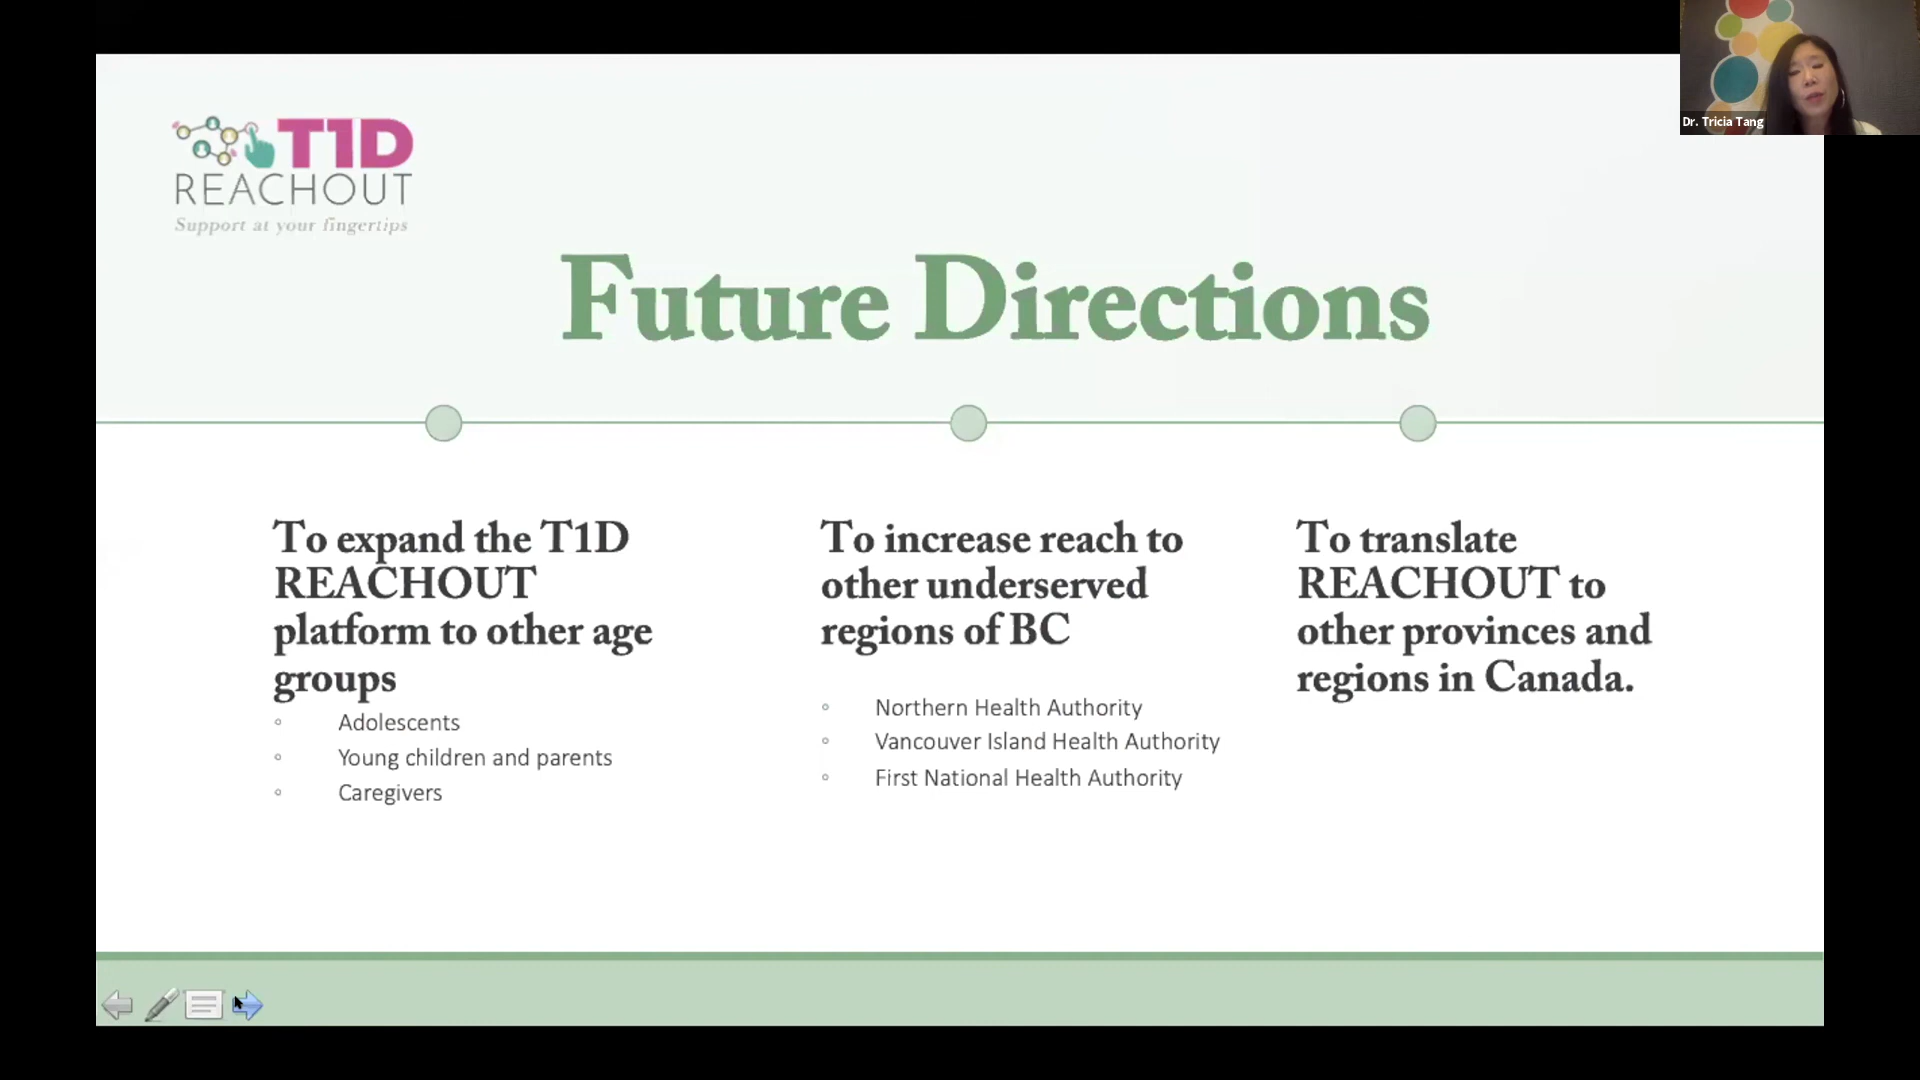 Dr. Tricia Tang
T1D
REACHOUT
Support at your fingertips
Future Directions
To expand the T1D
REACHOUT
platform to other age
groups
Adolescents
Young children and parents
Caregivers
To increase reach to
other underserved
regions of BC
Northern Health Authority
Vancouver Island Health Authority
First National Health Authority
To translate
REACHOUT to
other provinces and
regions in Canada.